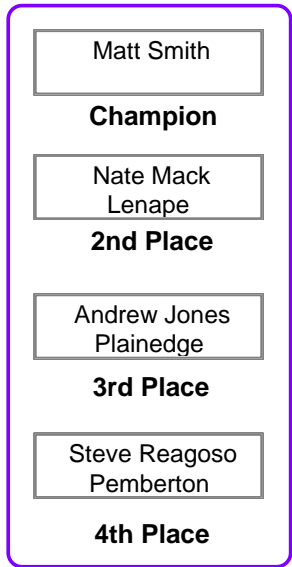 Matt Smith
Champion
Nate Mack
Lenape
2nd Place
Andrew Jones
Plainedge
3rd Place
Steve Reagoso
Pemberton
4th Place